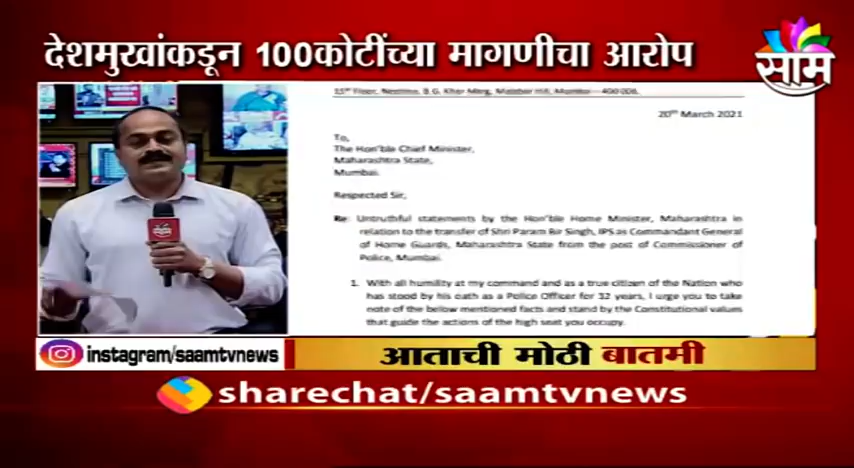 देशमुखांकडून 100कोटींच्या मागणीचा आरोप
साम
11th Floor, Nestima, B.G. Kher Marg, Malabar Hill, Mumbai - 400 006.
20th March 2021
To,
The Hon'ble Chief Minister,
Maharashtra State,
Mumbai.
Respected Sir,
Re: Untruthful statements by the Hon'ble Home Minister, Maharashtra in
relation to the transfer of Shri Param Bir Singh, IPS as Commandant General
of Home Guards, Maharashtra State from the post of Commissioner of
Police, Mumbai.
1. With all humility at my command and as a true citizen of the Nation who
has stood by his oath as a Police Officer for 32 years, I urge you to take
note of the below mentioned facts and stand by the Constitutional values
that guide the actions of the high seat you occupy.
instagram/saamtvnews
आताची मोठी बातमी
sharechat/saamtvnews